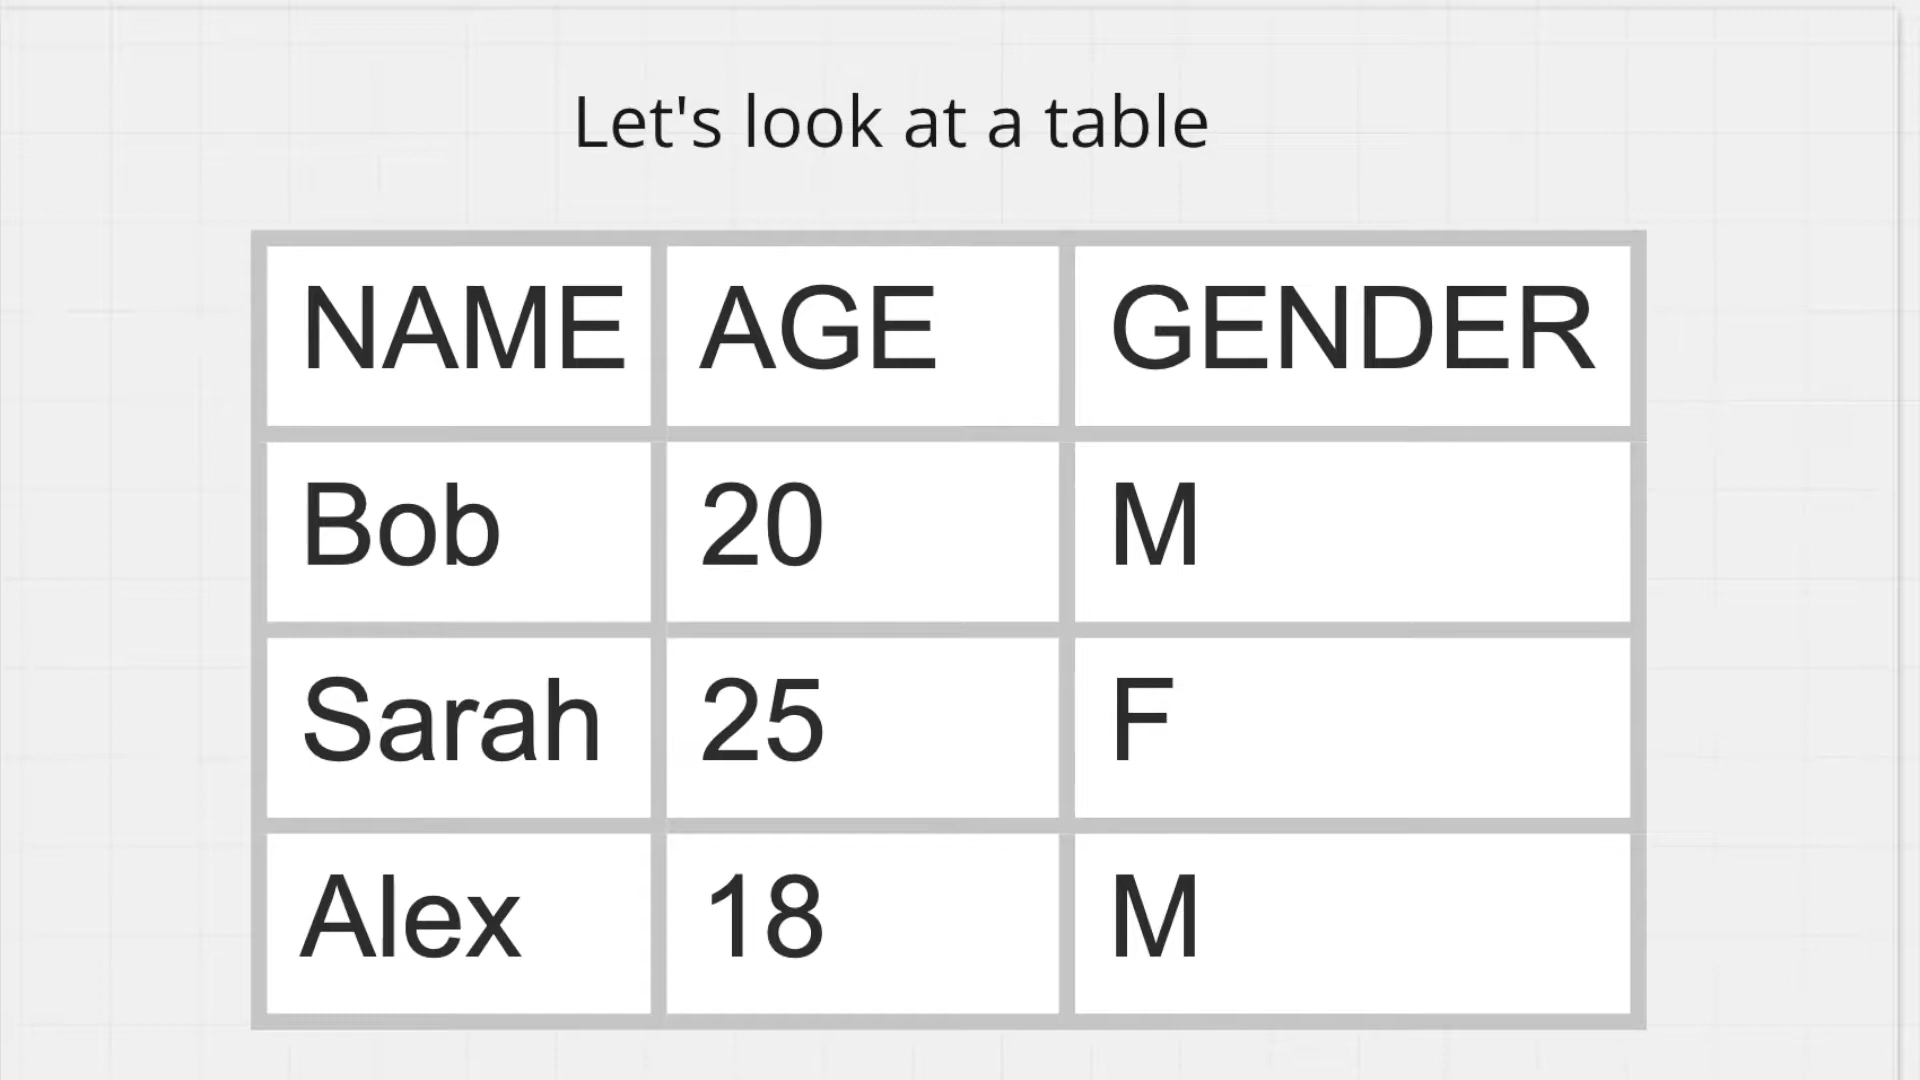 Let's look at a table
NAME AGE GENDER
Bob 20 M
Sarah 25 F
Alex 18 M